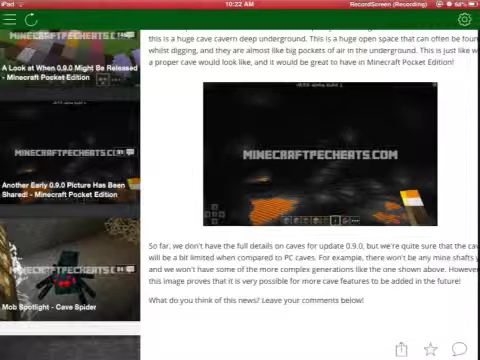 iPad
10:22 AM
RecordScreen (Recording)
68%
A Look at When 0.9.0 Might Be Released
- Minecraft Pocket Edition
MINECRAFTPECHEATS.COM
Another Early 0.9.0 Picture Has Been
Shared! - Minecraft Pocket Edition
MINECRAFTPECHEATS.COM
Mob Spotlight - Cave Spider
this is a huge cave cavern deep underground. This is a huge open space that can often be fou
whilst digging, and they are almost like big pockets of air in the underground. This is just like w
a proper cave would look like, and it would be great to have in Minecraft Pocket Edition!
MINECRAFTPECHEATS.COM
So far, we don't have the full details on caves for update 0.9.0, but we're quite sure that the cav
will be a bit limited when compared to PC caves. For example, there won't be any mine shafts y
and we won't have some of the more complex generations like the one shown above. However
this image proves that it is very possible for more cave features to be added in the future!
What do you think of this news? Leave your comments below!